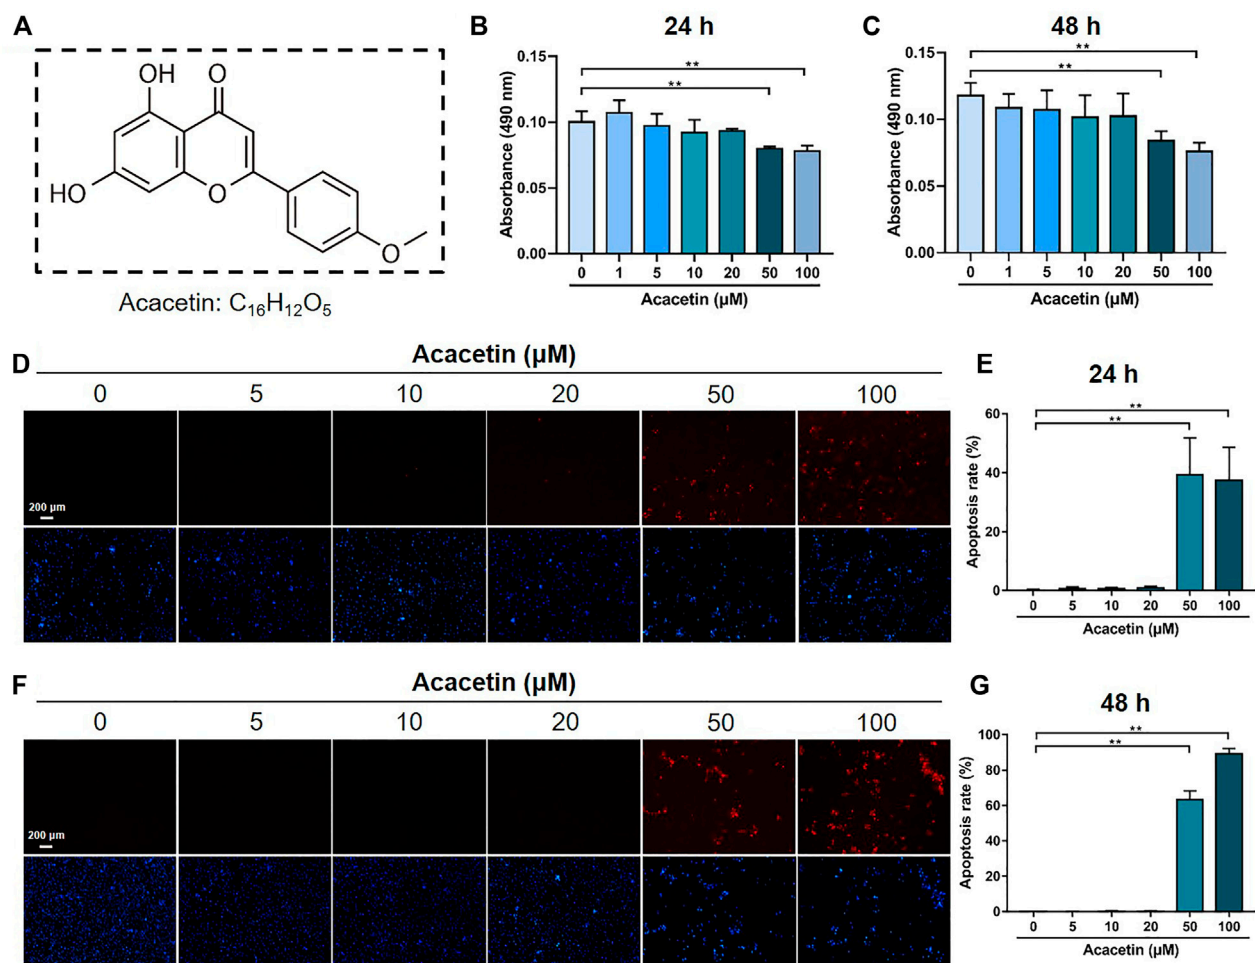 A
OH
O
HO
O
O
Acacetin: C₁₆H₁₂O₅
B
24 h
Absorbance (490 nm)
0.15
0.10
0.05
0.00
**
**
0 1 5 10 20 50 100
Acacetin (µM)
C
48 h
Absorbance (490 nm)
0.15
0.10
0.05
0.00
**
**
0 1 5 10 20 50 100
Acacetin (µM)
D
Acacetin (µM)
0 5 10 20 50 100
200 µm
E
24 h
Apoptosis rate (%)
60
40
20
0
**
**
0 5 10 20 50 100
Acacetin (µM)
F
Acacetin (µM)
0 5 10 20 50 100
200 µm
G
48 h
Apoptosis rate (%)
100
80
60
40
20
0
**
**
0 5 10 20 50 100
Acacetin (µM)